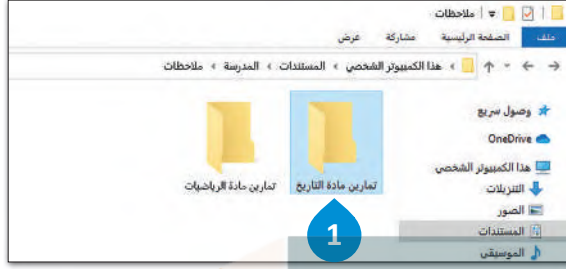 ملاحظات
ملف الصفحة الرئيسية مشاركة عرض
هذا الكمبيوتر الشخصي › المستندات › المدرسة › ملاحظات
وصول سريع
OneDrive
هذا الكمبيوتر الشخصي
التنزيلات
الصور
المستندات
الموسيقى
تمارين مادة التاريخ
تمارين مادة الرياضيات
1